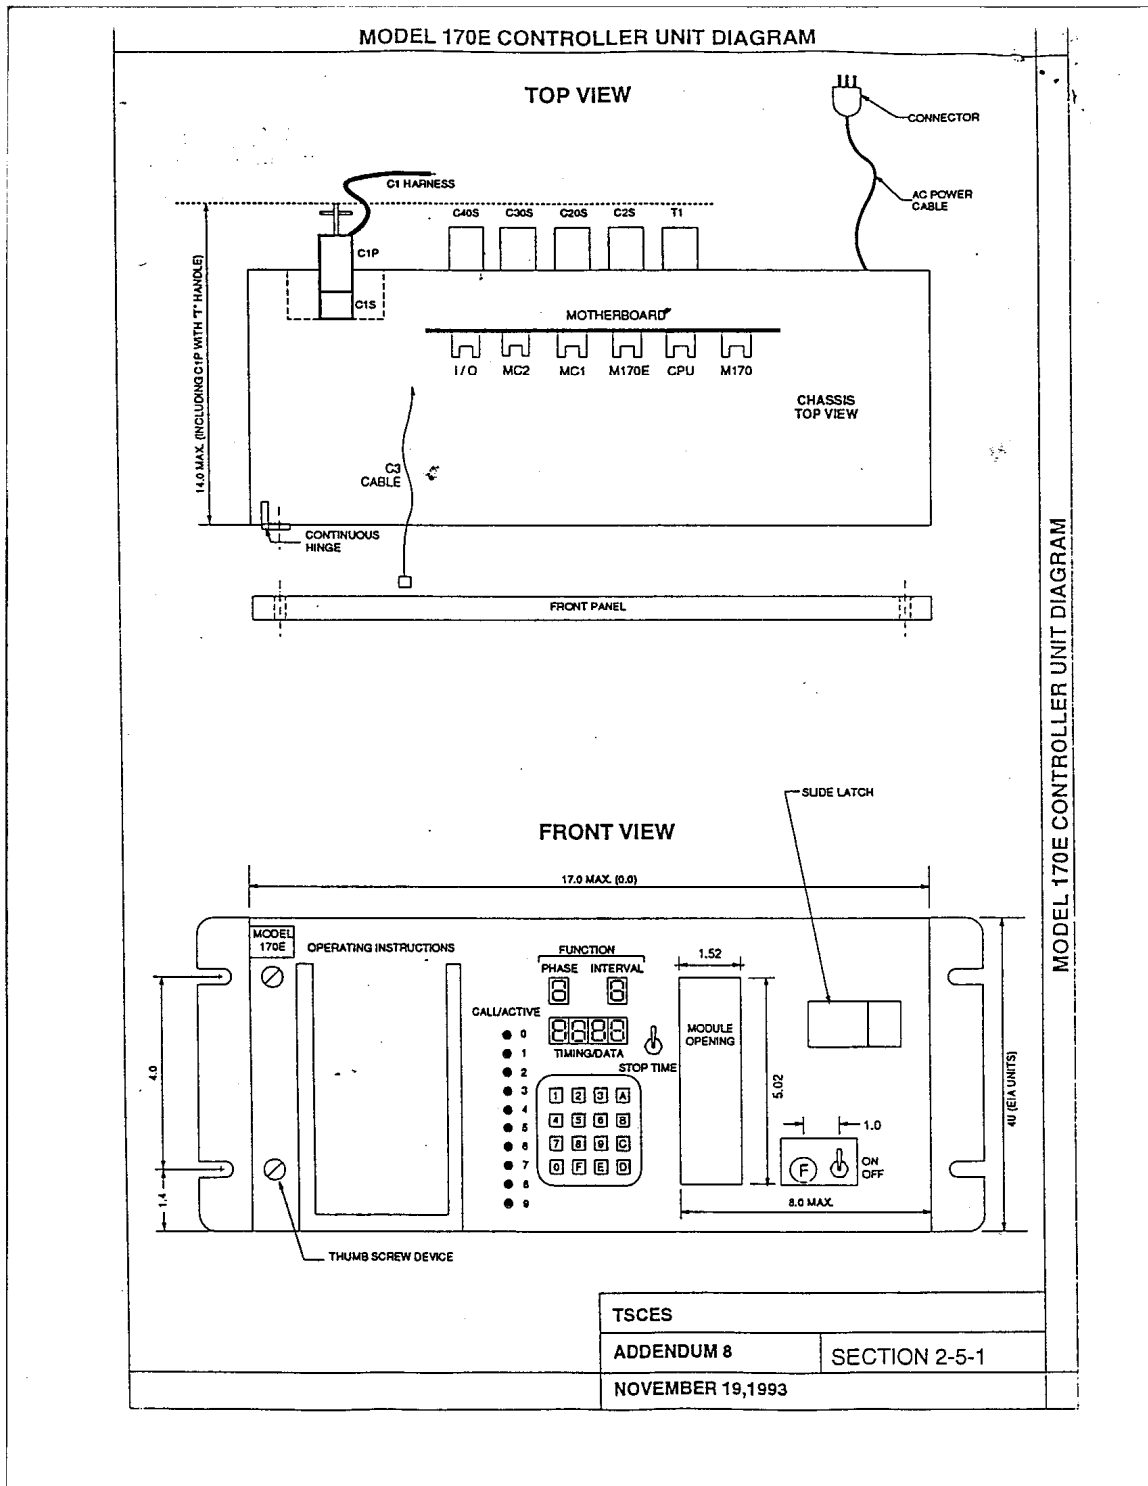 MODEL 170E CONTROLLER UNIT DIAGRAM
TOP VIEW
CONNECTOR
AC POWER
CABLE
C1 HARNESS
C40S C30S C20S C2S T1
C1P
C1S
14.0 MAX. (INCLUDING C1P WITH "T" HANDLE)
MOTHERBOARD
I/O MC2 MC1 M170E CPU M170
CHASSIS
TOP VIEW
C3
CABLE
CONTINUOUS
HINGE
FRONT PANEL
MODEL 170E CONTROLLER UNIT DIAGRAM
SLIDE LATCH
FRONT VIEW
17.0 MAX. (0.0)
MODEL
170E
OPERATING INSTRUCTIONS
FUNCTION
PHASE INTERVAL
8 8
CALL/ACTIVE
8888
TIMING/DATA
STOP TIME
0
1
2
3
4
5
6
7
8
9
1 2 3 A
4 5 6 B
7 8 9 C
0 F E D
1.52
MODULE
OPENING
5.02
1.0
F
ON
OFF
8.0 MAX.
4U (EIA UNITS)
4.0
1.4
THUMB SCREW DEVICE
TSCES
ADDENDUM 8
SECTION 2-5-1
NOVEMBER 19,1993